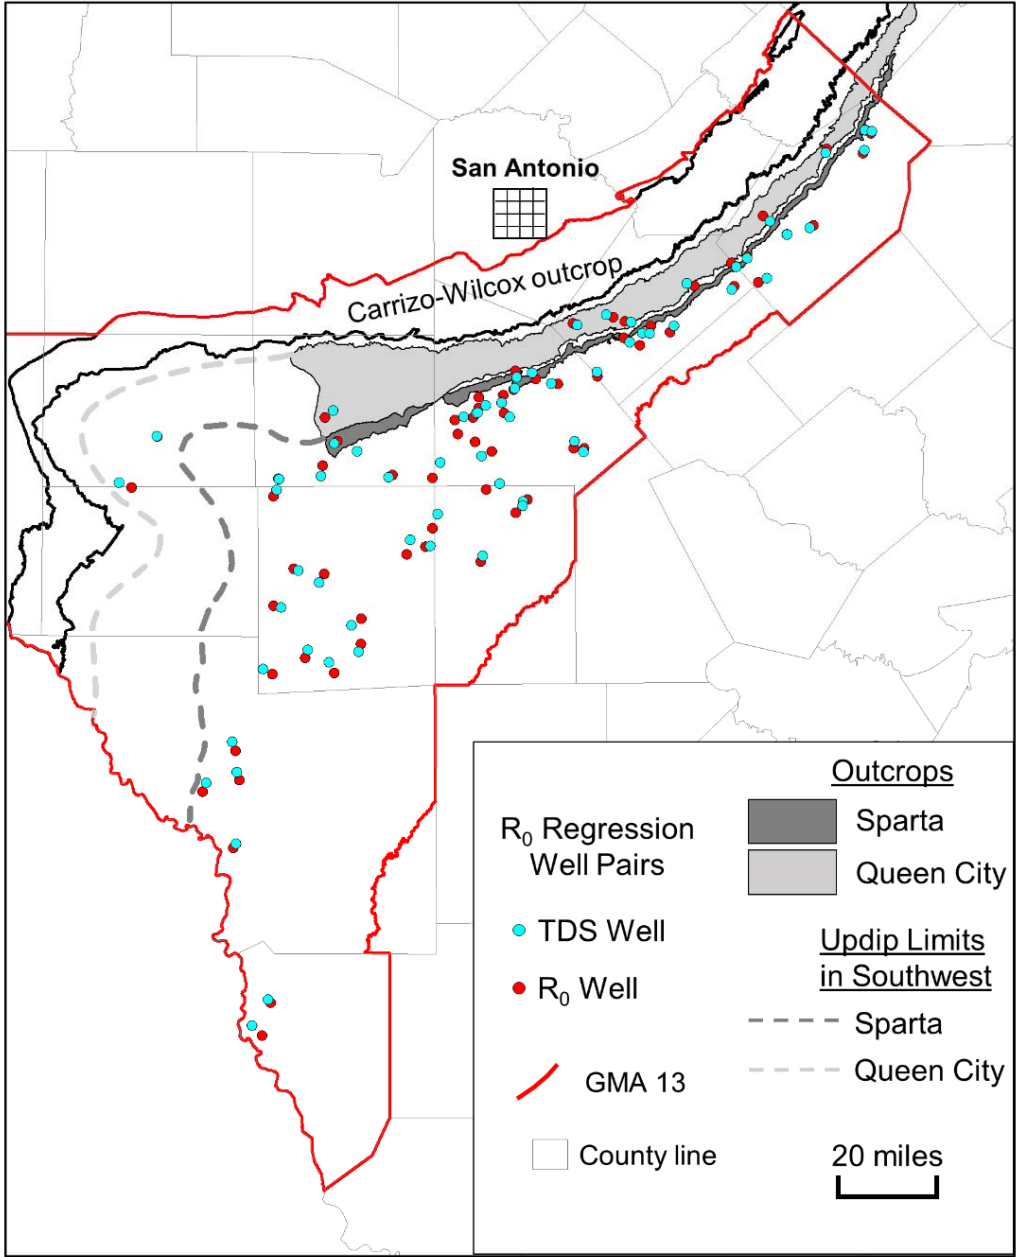 San Antonio
Carrizo-Wilcox outcrop
R0 Regression
Well Pairs
TDS Well
R0 Well
GMA 13
County line
Outcrops
Sparta
Queen City
Updip Limits
in Southwest
Sparta
Queen City
20 miles